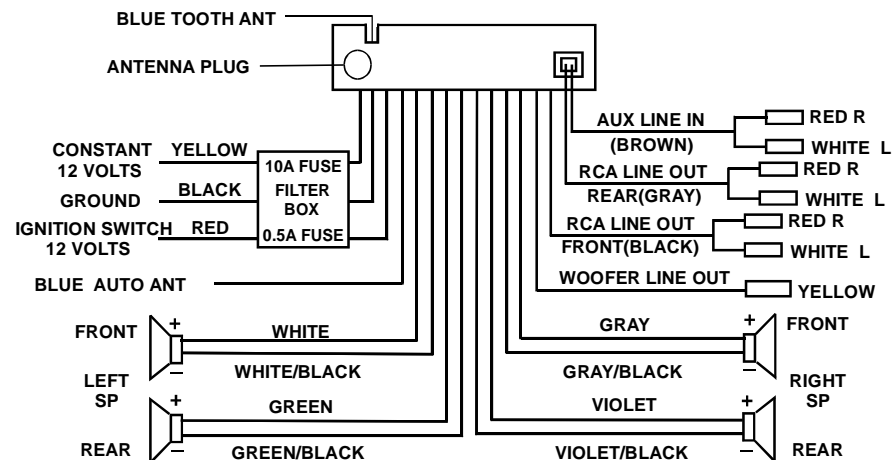 BLUE TOOTH ANT
ANTENNA PLUG
CONSTANT
12 VOLTS
YELLOW
GROUND
BLACK
IGNITION SWITCH
12 VOLTS
RED
10A FUSE
FILTER
BOX
0.5A FUSE
BLUE AUTO ANT
AUX LINE IN
(BROWN)
RED R
WHITE L
RCA LINE OUT
REAR(GRAY)
RED R
WHITE L
RCA LINE OUT
FRONT(BLACK)
RED R
WHITE L
WOOFER LINE OUT
YELLOW
FRONT
+
−
WHITE
WHITE/BLACK
LEFT
SP
REAR
+
−
GREEN
GREEN/BLACK
GRAY
GRAY/BLACK
+
−
FRONT
RIGHT
SP
VIOLET
VIOLET/BLACK
+
−
REAR